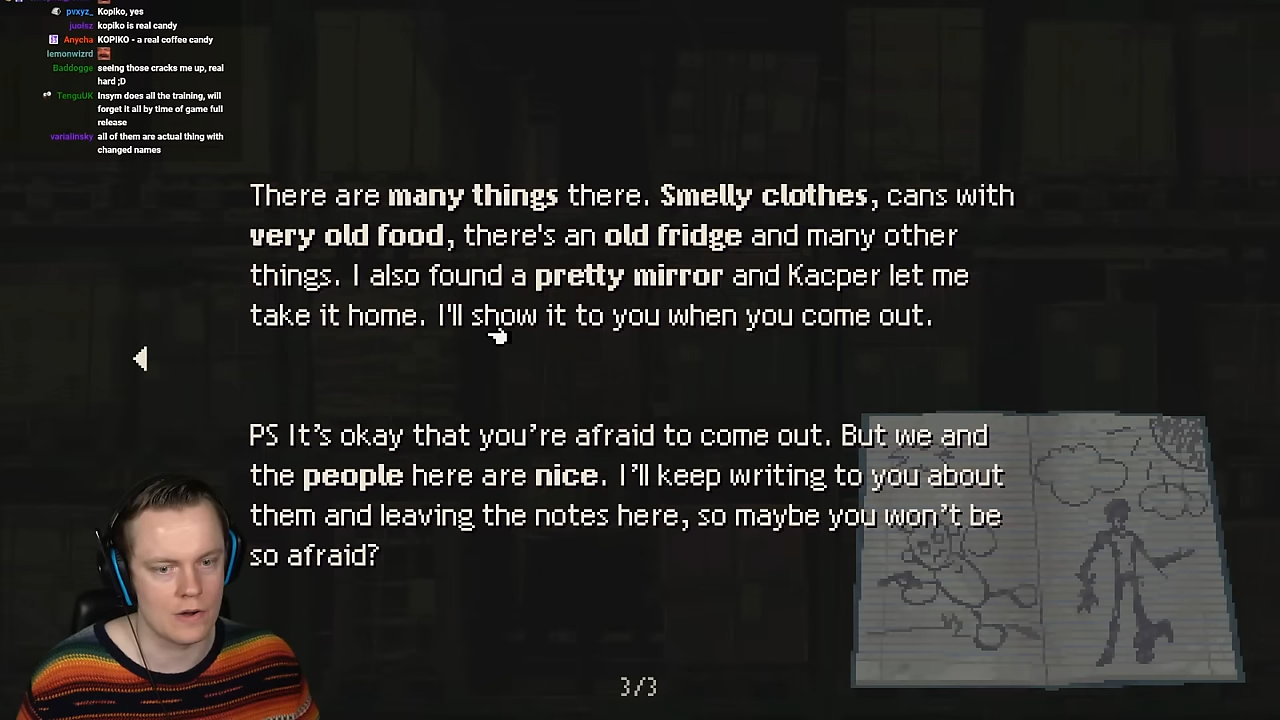 pvxyz_ Kopiko, yes
juolsz kopiko is real candy
Anycha KOPIKO - a real coffee candy
lemonwizrd
Baddogge seeing those cracks me up, real
hard ;D
TenguUK Insym does all the training, will
forget it all by time of game full
release
varialinsky all of them are actual thing with
changed names
There are many things there. Smelly clothes, cans with
very old food, there's an old fridge and many other
things. I also found a pretty mirror and Kacper let me
take it home. I'll show it to you when you come out.
PS It's okay that you're afraid to come out. But we and
the people here are nice. I'll keep writing to you about
them and leaving the notes here, so maybe you won't be
so afraid?
3/3